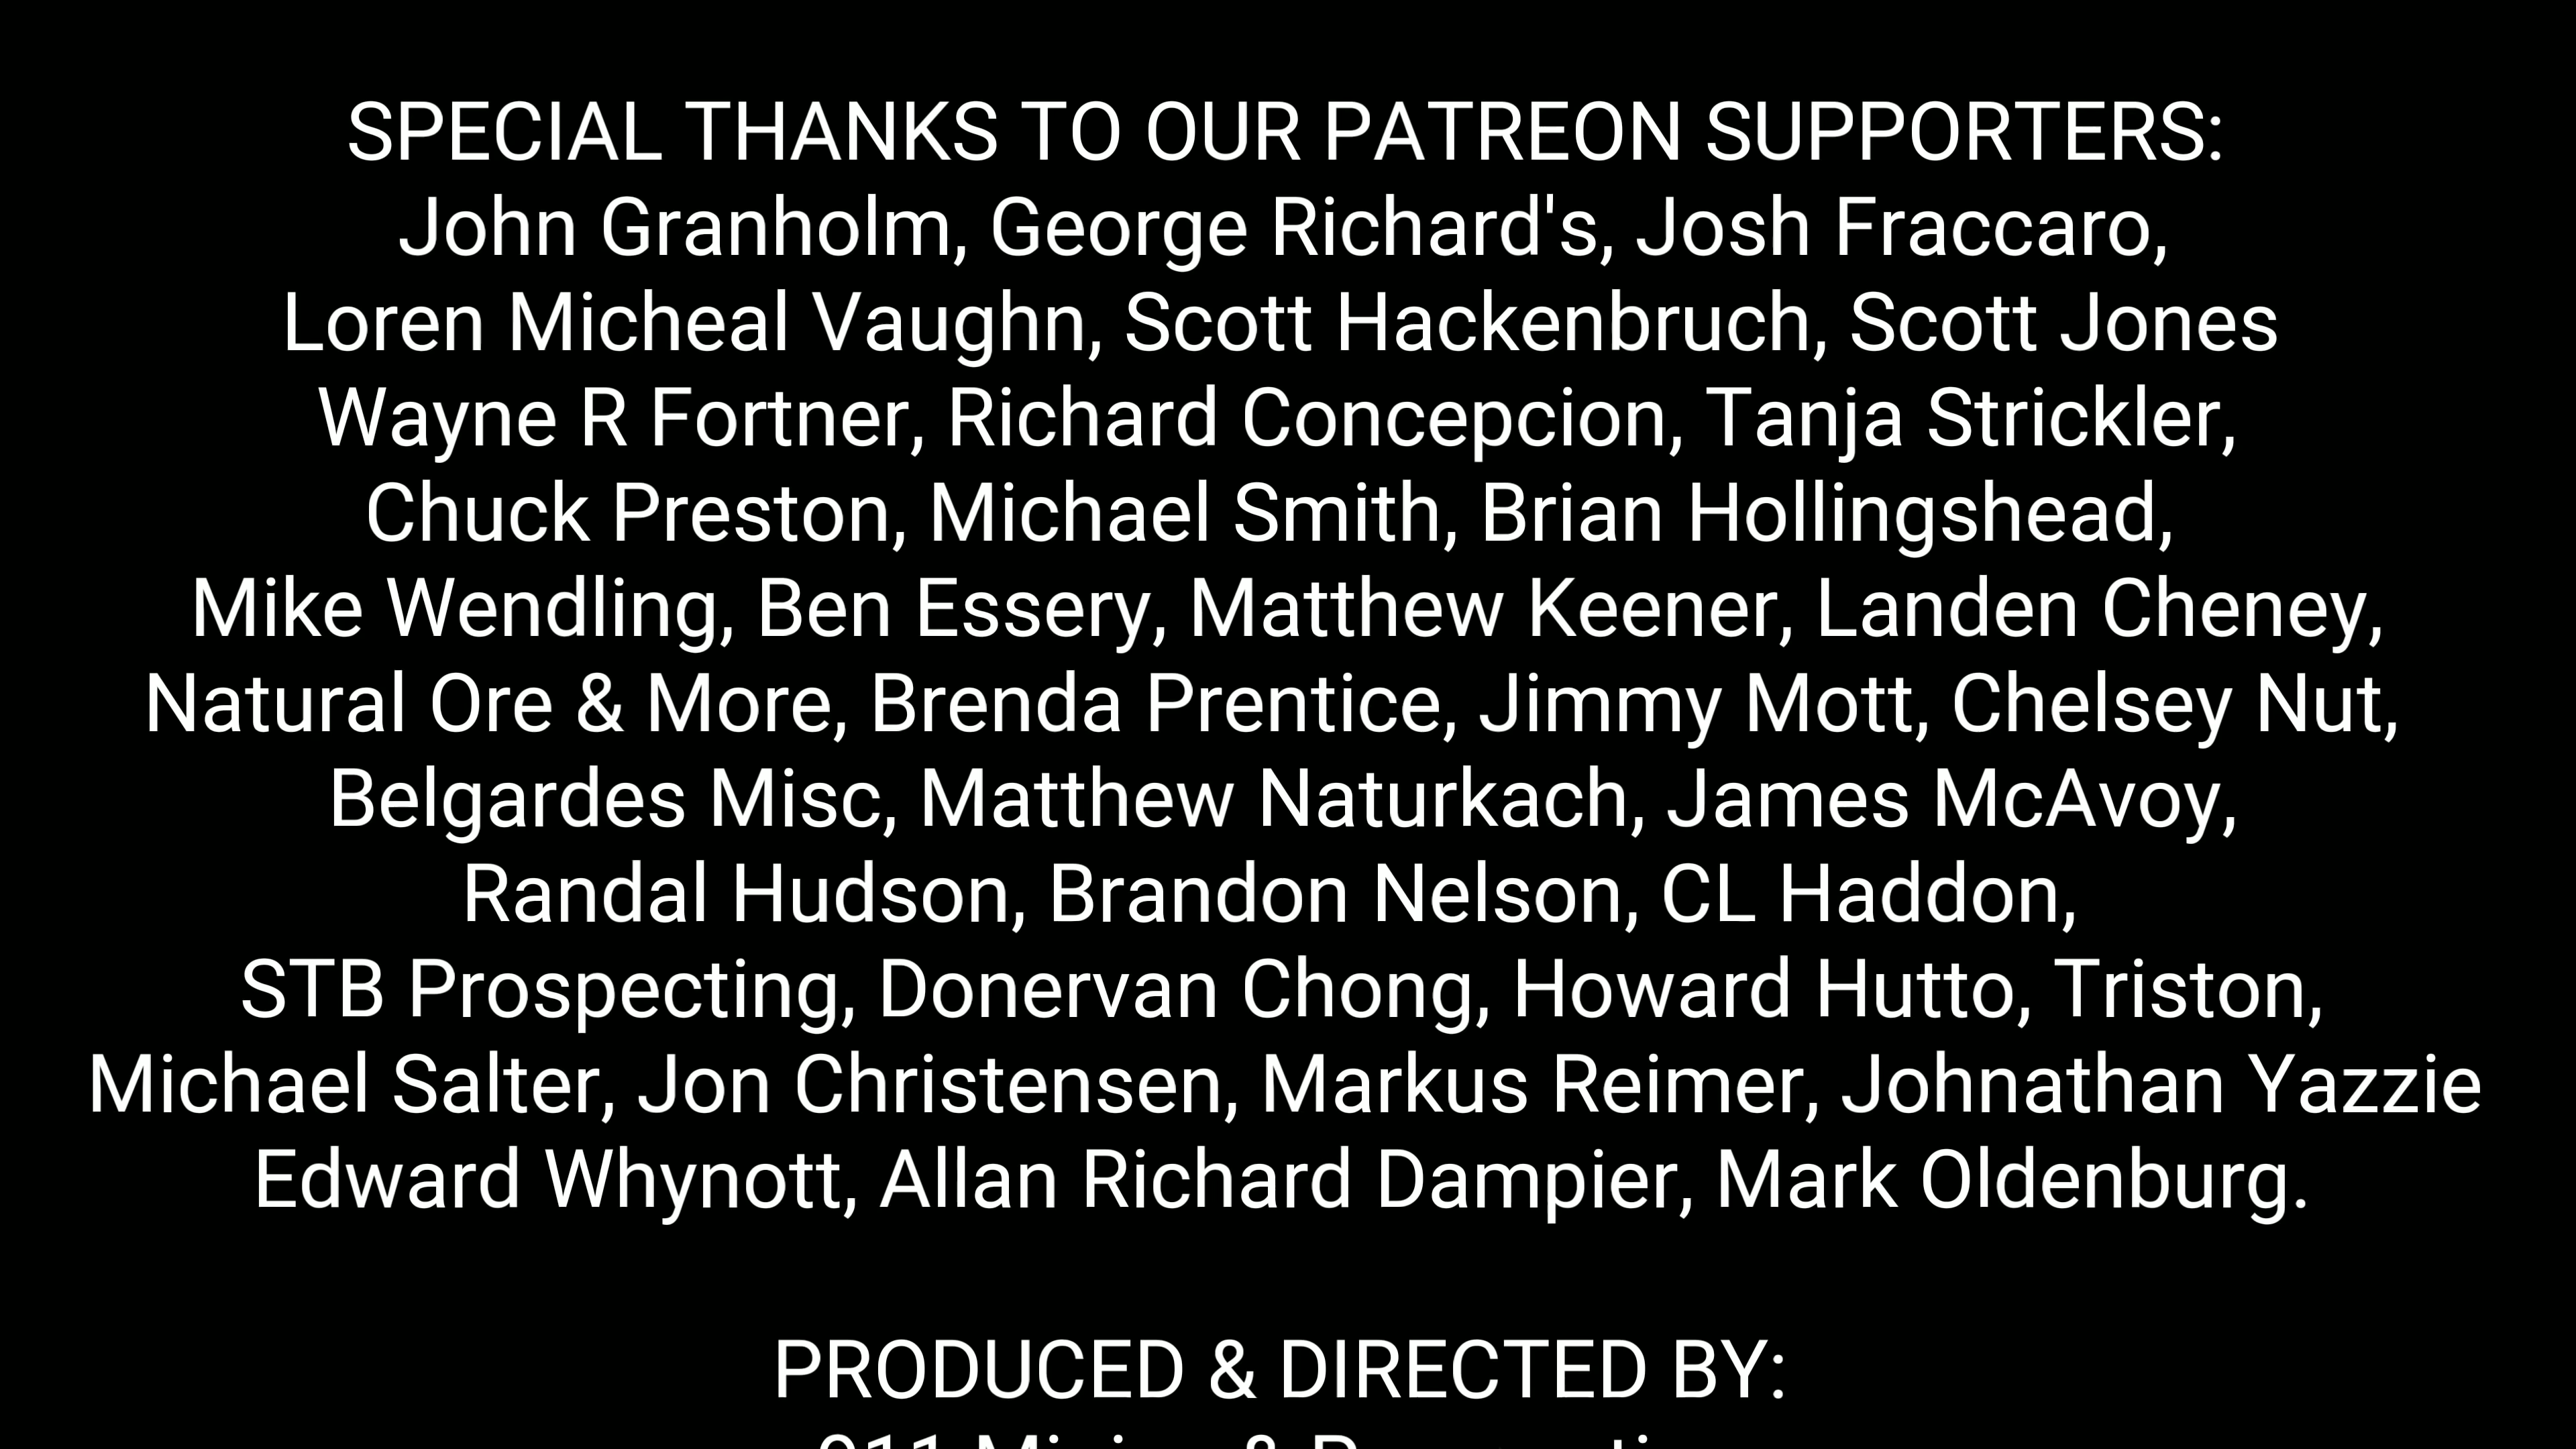 SPECIAL THANKS TO OUR PATREON SUPPORTERS:
John Granholm, George Richard's, Josh Fraccaro,
Loren Micheal Vaughn, Scott Hackenbruch, Scott Jones
Wayne R Fortner, Richard Concepcion, Tanja Strickler,
Chuck Preston, Michael Smith, Brian Hollingshead,
Mike Wendling, Ben Essery, Matthew Keener, Landen Cheney,
Natural Ore & More, Brenda Prentice, Jimmy Mott, Chelsey Nut,
Belgardes Misc, Matthew Naturkach, James McAvoy,
Randal Hudson, Brandon Nelson, CL Haddon,
STB Prospecting, Donervan Chong, Howard Hutto, Triston,
Michael Salter, Jon Christensen, Markus Reimer, Johnathan Yazzie
Edward Whynott, Allan Richard Dampier, Mark Oldenburg.
PRODUCED & DIRECTED BY: